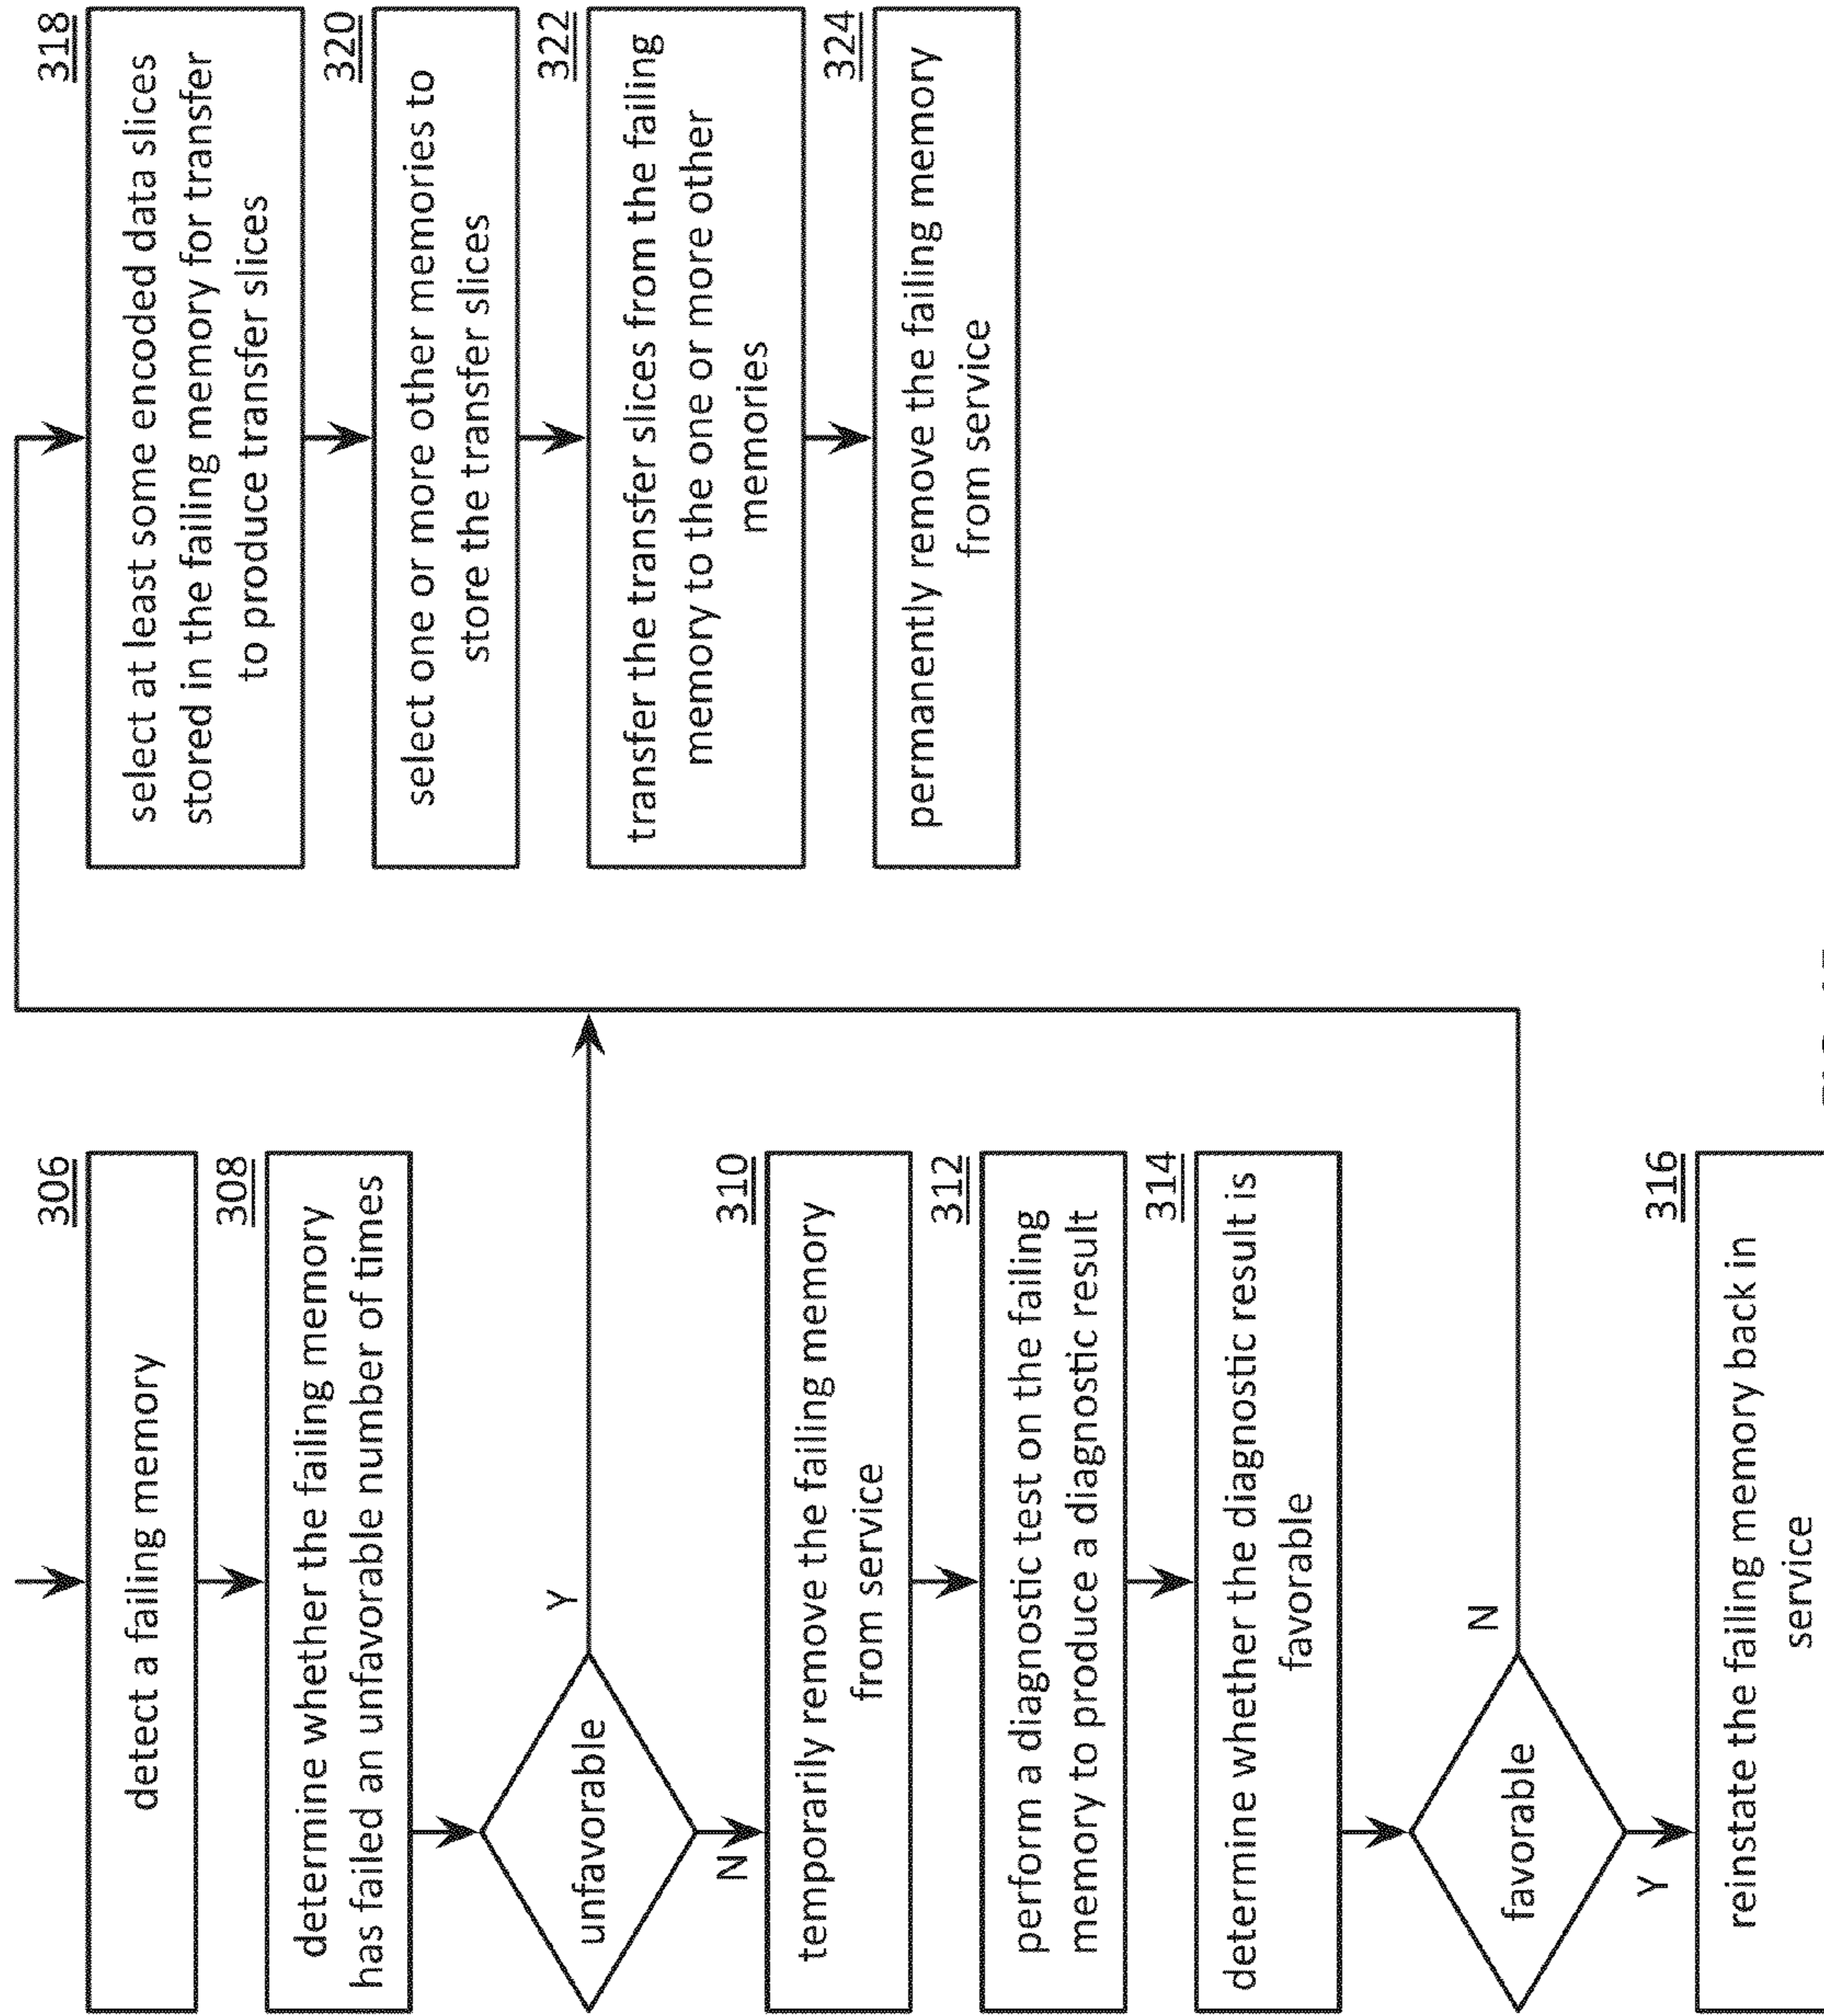 306
detect a failing memory
308
determine whether the failing memory
has failed an unfavorable number of times
unfavorable
Y
N
310
temporarily remove the failing memory
from service
312
perform a diagnostic test on the failing
memory to produce a diagnostic result
314
determine whether the diagnostic result is
favorable
favorable
N
Y
316
reinstate the failing memory back in
service
318
select at least some encoded data slices
stored in the failing memory for transfer
to produce transfer slices
320
select one or more other memories to
store the transfer slices
322
transfer the transfer slices from the failing
memory to the one or more other
memories
324
permanently remove the failing memory
from service